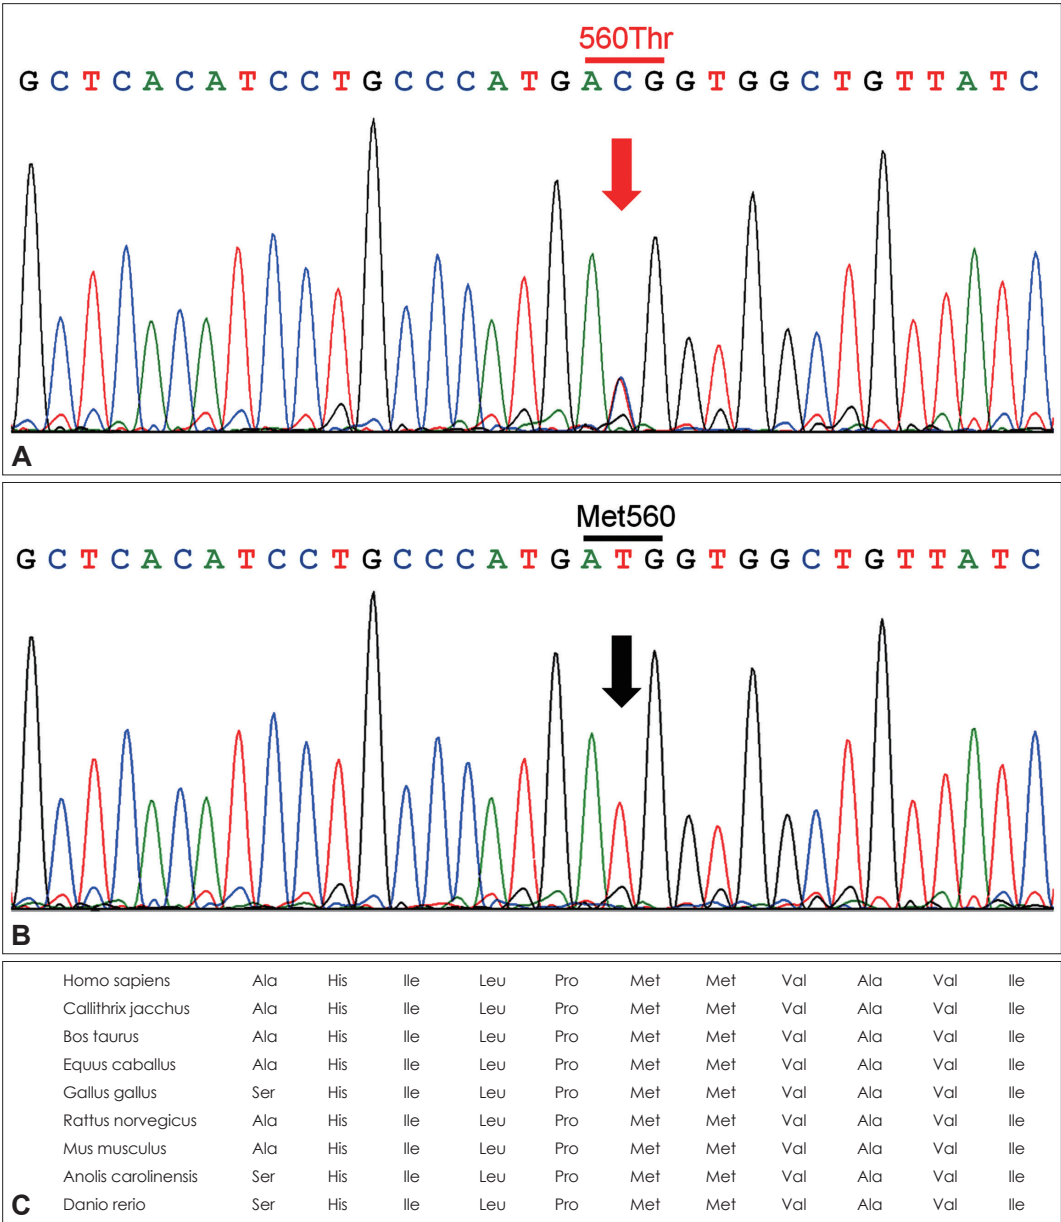 560Thr
G C T C A C A T C C T G C C C A T G A C G G T G G C T G T T A T C
A
Met560
G C T C A C A T C C T G C C C A T G A T G G T G G C T G T T A T C
B
Homo sapiens Ala His Ile Leu Pro Met Met Val Ala Val Ile
Callithrix jacchus Ala His Ile Leu Pro Met Met Val Ala Val Ile
Bos taurus Ala His Ile Leu Pro Met Met Val Ala Val Ile
Equus caballus Ala His Ile Leu Pro Met Met Val Ala Val Ile
Gallus gallus Ser His Ile Leu Pro Met Met Val Ala Val Ile
Rattus norvegicus Ala His Ile Leu Pro Met Met Val Ala Val Ile
Mus musculus Ala His Ile Leu Pro Met Met Val Ala Val Ile
Anolis carolinensis Ser His Ile Leu Pro Met Met Val Ala Val Ile
C Danio rerio Ser His Ile Leu Pro Met Met Val Ala Val Ile